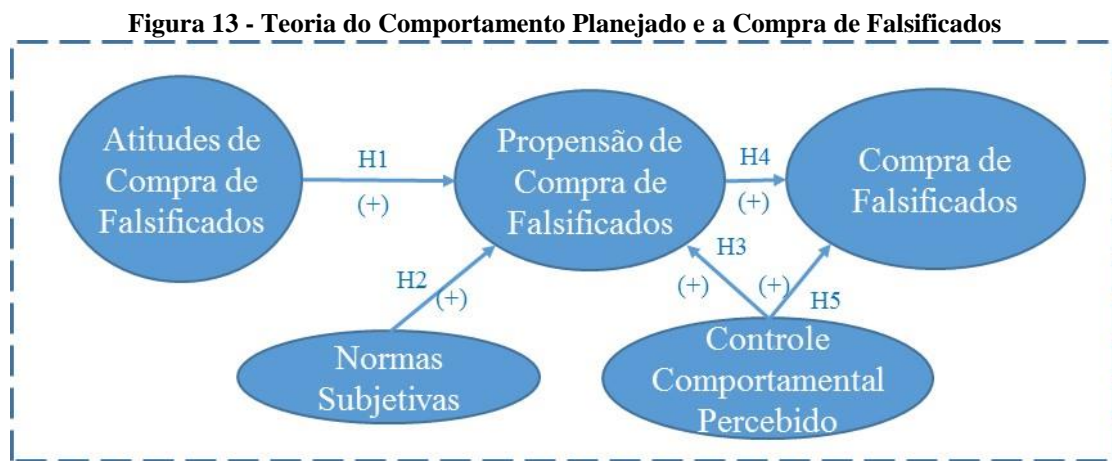 Figura 13 - Teoria do Comportamento Planejado e a Compra de Falsificados
Atitudes de
Compra de
Falsificados
H1
(+)
Propensão de
Compra de
Falsificados
H4
(+)
Compra de
Falsificados
H2
(+)
H3
(+)
(+)
H5
Normas
Subjetivas
Controle
Comportamental
Percebido